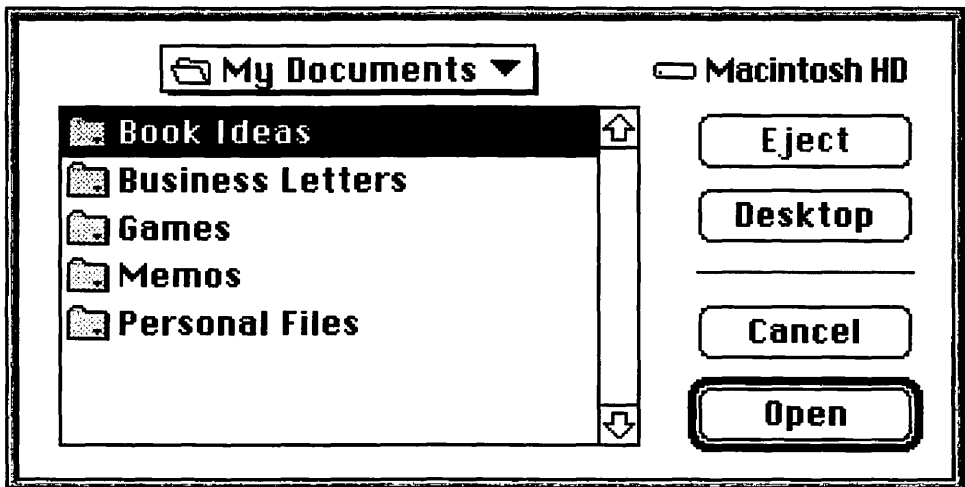 My Documents
Macintosh HD
Book Ideas
Business Letters
Games
Memos
Personal Files
Eject
Desktop
Cancel
Open